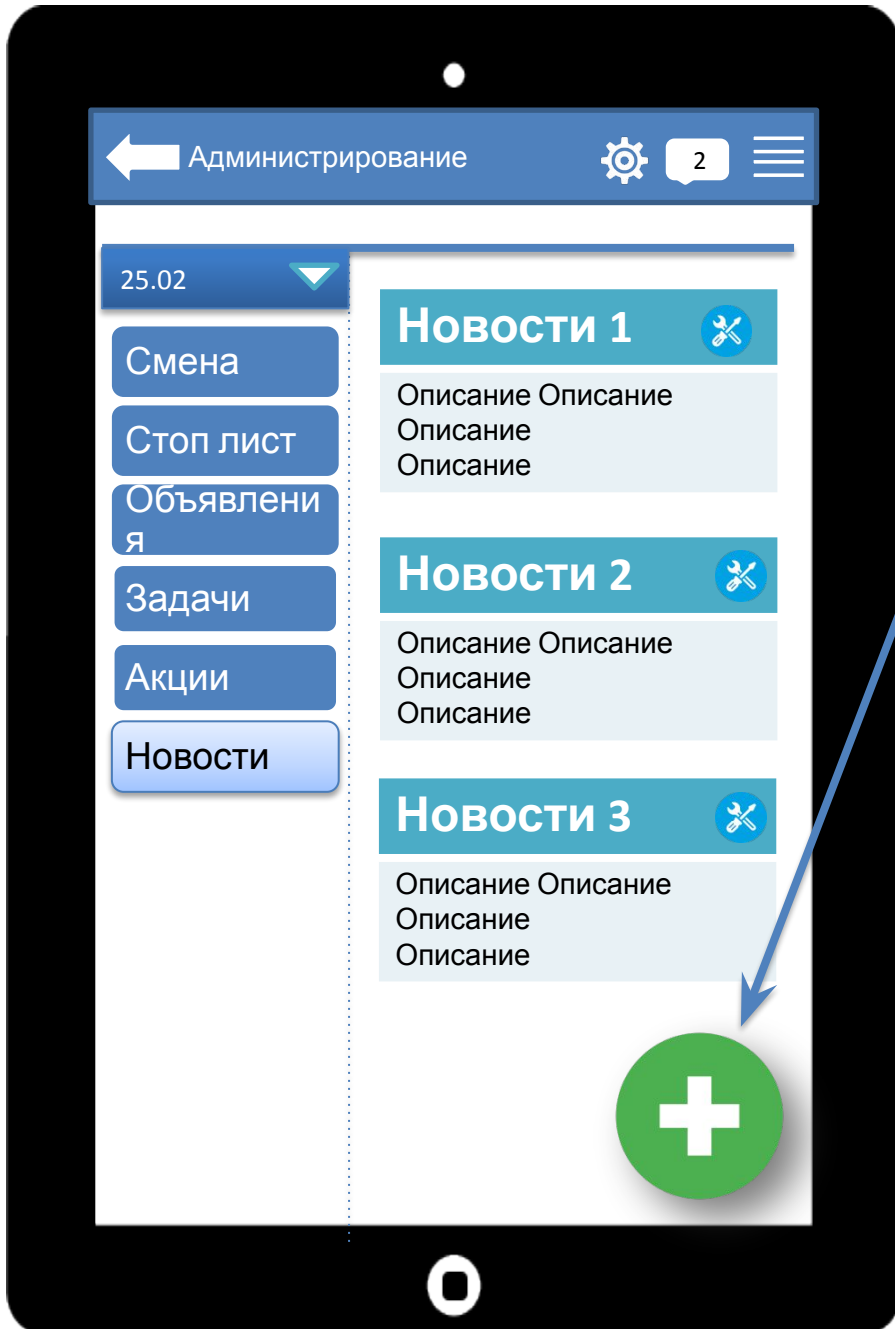 Администрирование
2
25.02
Смена
Стоп лист
Объявлени
я
Задачи
Акции
Новости
Новости 1
Описание Описание
Описание
Описание
Новости 2
Описание Описание
Описание
Описание
Новости 3
Описание Описание
Описание
Описание